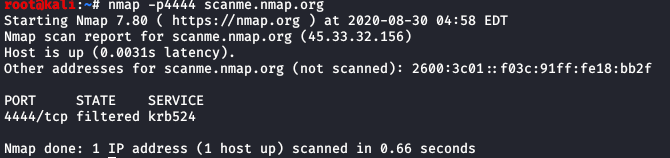 root@kali:~# nmap -p4444 scanme.nmap.org
Starting Nmap 7.80 ( https://nmap.org ) at 2020-08-30 04:58 EDT
Nmap scan report for scanme.nmap.org (45.33.32.156)
Host is up (0.0031s latency).
Other addresses for scanme.nmap.org (not scanned): 2600:3c01::f03c:91ff:fe18:bb2f
PORT     STATE    SERVICE
4444/tcp filtered krb524
Nmap done: 1 IP address (1 host up) scanned in 0.66 seconds